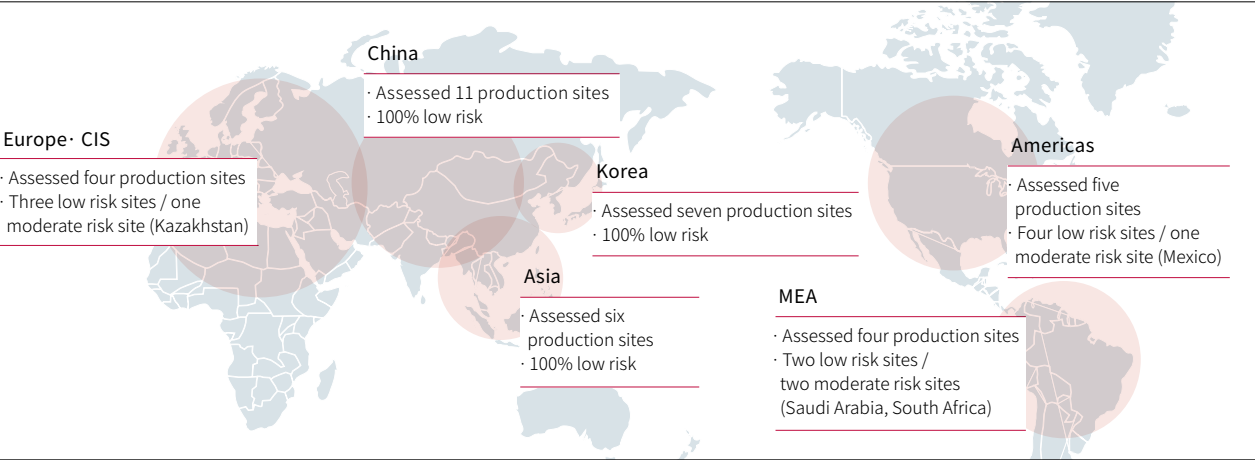 China
· Assessed 11 production sites
· 100% low risk
Europe· CIS
· Assessed four production sites
· Three low risk sites / one
moderate risk site (Kazakhstan)
Korea
· Assessed seven production sites
· 100% low risk
Americas
· Assessed five
production sites
· Four low risk sites / one
moderate risk site (Mexico)
Asia
· Assessed six
production sites
· 100% low risk
MEA
· Assessed four production sites
· Two low risk sites /
two moderate risk sites
(Saudi Arabia, South Africa)